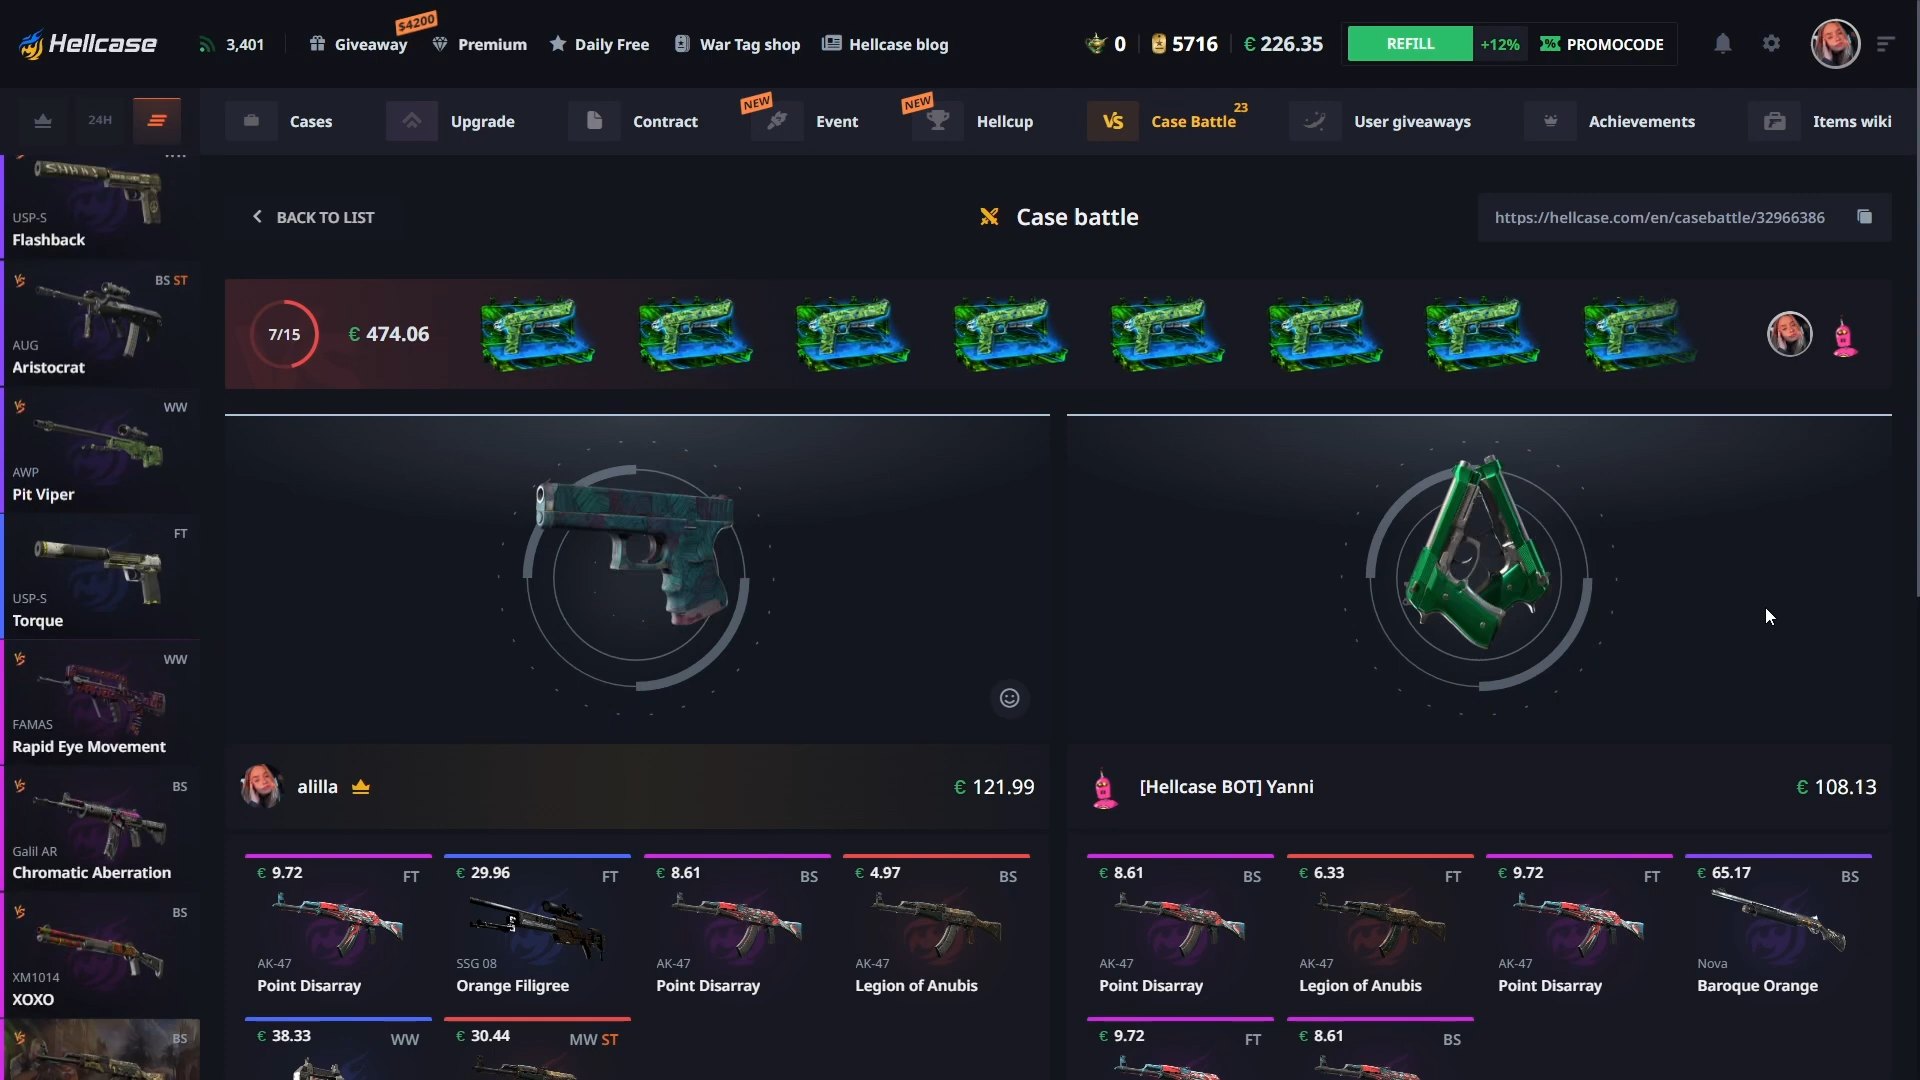 Hellcase
3,401
Giveaway
$4200
Premium
Daily Free
War Tag shop
Hellcase blog
0
5716
€ 226.35
REFILL
+12%
PROMOCODE
24H
Cases
Upgrade
Contract
NEW
Event
NEW
Hellcup
VS
Case Battle
23
User giveaways
Achievements
Items wiki
WW
USP-S
Flashback
BACK TO LIST
Case battle
https://hellcase.com/en/casebattle/32966386
VS
BS ST
AUG
Aristocrat
7/15
€ 474.06
VS
WW
AWP
Pit Viper
FT
USP-S
Torque
VS
WW
FAMAS
Rapid Eye Movement
VS
BS
Galil AR
Chromatic Aberration
VS
BS
XM1014
XOXO
VS
BS
alilla
€ 121.99
[Hellcase BOT] Yanni
€ 108.13
€ 9.72
FT
AK-47
Point Disarray
€ 29.96
FT
SSG 08
Orange Filigree
€ 8.61
BS
AK-47
Point Disarray
€ 4.97
BS
AK-47
Legion of Anubis
€ 8.61
BS
AK-47
Point Disarray
€ 6.33
FT
AK-47
Legion of Anubis
€ 9.72
FT
AK-47
Point Disarray
€ 65.17
BS
Nova
Baroque Orange
€ 38.33
WW
€ 30.44
MW ST
€ 9.72
FT
€ 8.61
BS